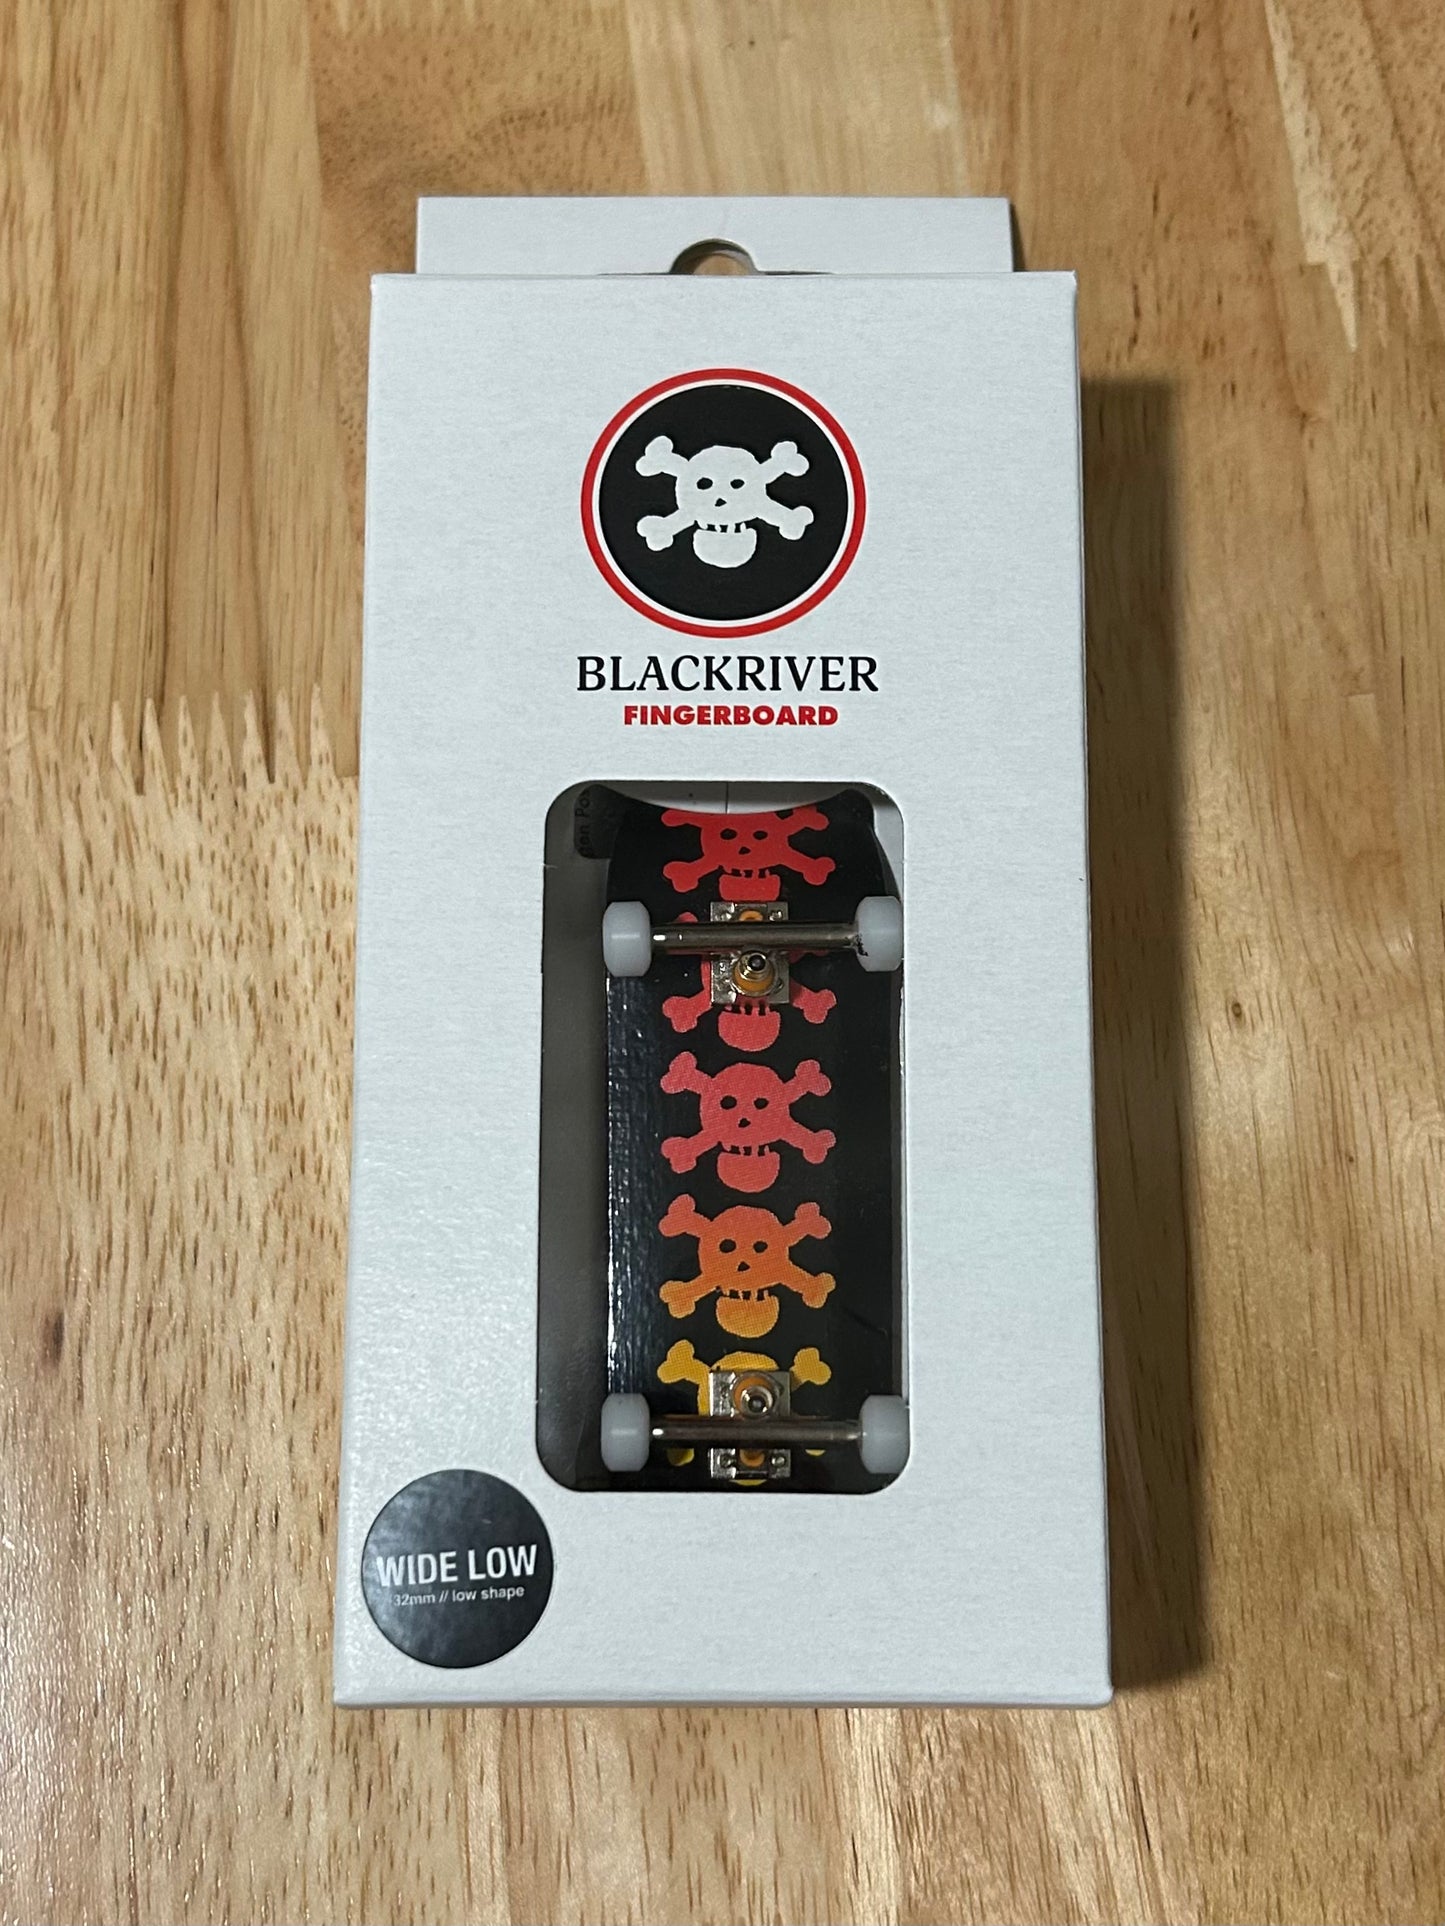 BLACKRIVER
FINGERBOARD
WIDE LOW
32mm // low shape